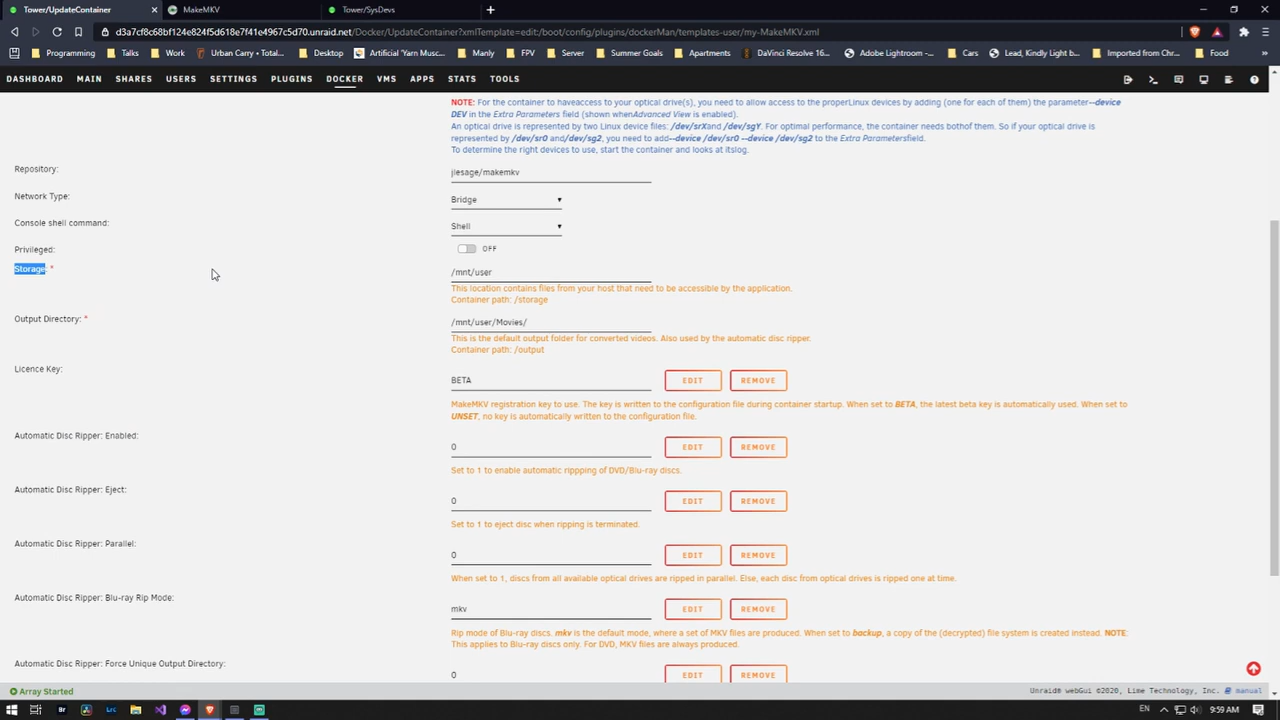 Tower/UpdateContainer
MakeMKV
Tower/SysDevs
d3a7cf8c68bf124e824f5d618e7f41e4967c5d70.unraid.net/Docker/UpdateContainer?xmlTemplate=edit:/boot/config/plugins/dockerMan/templates-user/my-MakeMKV.xml
Programming Talks Work Urban Carry • Total... Desktop Artificial 'Yarn Musc... Manly FPV Server Summer Goals Apartments DaVinci Resolve 16... Adobe Lightroom -... Cars Lead, Kindly Light b... Imported from Chr... Food
DASHBOARD MAIN SHARES USERS SETTINGS PLUGINS DOCKER VMS APPS STATS TOOLS
NOTE: For the container to haveaccess to your optical drive(s), you need to allow access to the properLinux devices by adding (one for each of them) the parameter--device
DEV in the Extra Parameters field (shown whenAdvanced View is enabled).
An optical drive is represented by two Linux device files: /dev/srXand /dev/sgY. For optimal performance, the container needs bothof them. So if your optical drive is
represented by /dev/sr0 and/dev/sg2, you need to add--device /dev/sr0 --device /dev/sg2 to the Extra Parametersfield.
To determine the right devices to use, start the container and looks at itslog.
Repository:
jlesage/makemkv
Network Type:
Bridge
Console shell command:
Shell
Privileged:
OFF
Storage: *
/mnt/user
This location contains files from your host that need to be accessible by the application.
Container path: /storage
Output Directory: *
/mnt/user/Movies/
This is the default output folder for converted videos. Also used by the automatic disc ripper.
Container path: /output
Licence Key:
BETA
EDIT REMOVE
MakeMKV registration key to use. The key is written to the configuration file during container startup. When set to BETA, the latest beta key is automatically used. When set to
UNSET, no key is automatically written to the configuration file.
Automatic Disc Ripper: Enabled:
0
EDIT REMOVE
Set to 1 to enable automatic rippping of DVD/Blu-ray discs.
Automatic Disc Ripper: Eject:
0
EDIT REMOVE
Set to 1 to eject disc when ripping is terminated.
Automatic Disc Ripper: Parallel:
0
EDIT REMOVE
When set to 1, discs from all available optical drives are ripped in parallel. Else, each disc from optical drives is ripped one at time.
Automatic Disc Ripper: Blu-ray Rip Mode:
mkv
EDIT REMOVE
Rip mode of Blu-ray discs. mkv is the default mode, where a set of MKV files are produced. When set to backup, a copy of the (decrypted) file system is created instead. NOTE:
This applies to Blu-ray discs only. For DVD, MKV files are always produced.
Automatic Disc Ripper: Force Unique Output Directory:
0
EDIT REMOVE
Array Started
Unraid® webGui ©2020, Lime Technology, Inc. manual
Br Lrc EN 9:59 AM